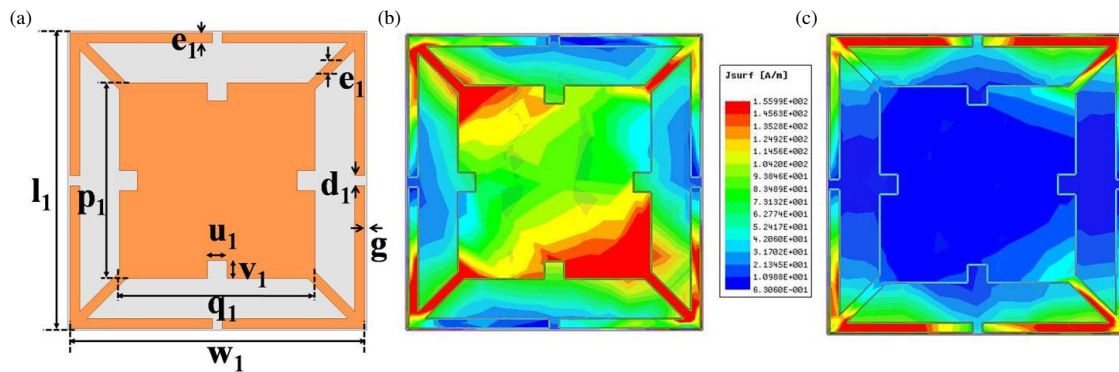 (a)
(b)
(c)
e₁
e₁
l₁
p₁
d₁
u₁
v₁
g
q₁
w₁
Jsurf [A/m]
1.5599E+002
1.4563E+002
1.3528E+002
1.2492E+002
1.1456E+002
1.0420E+002
9.3846E+001
8.3489E+001
7.3132E+001
6.2774E+001
5.2417E+001
4.2060E+001
3.1702E+001
2.1345E+001
1.0988E+001
6.3060E-001